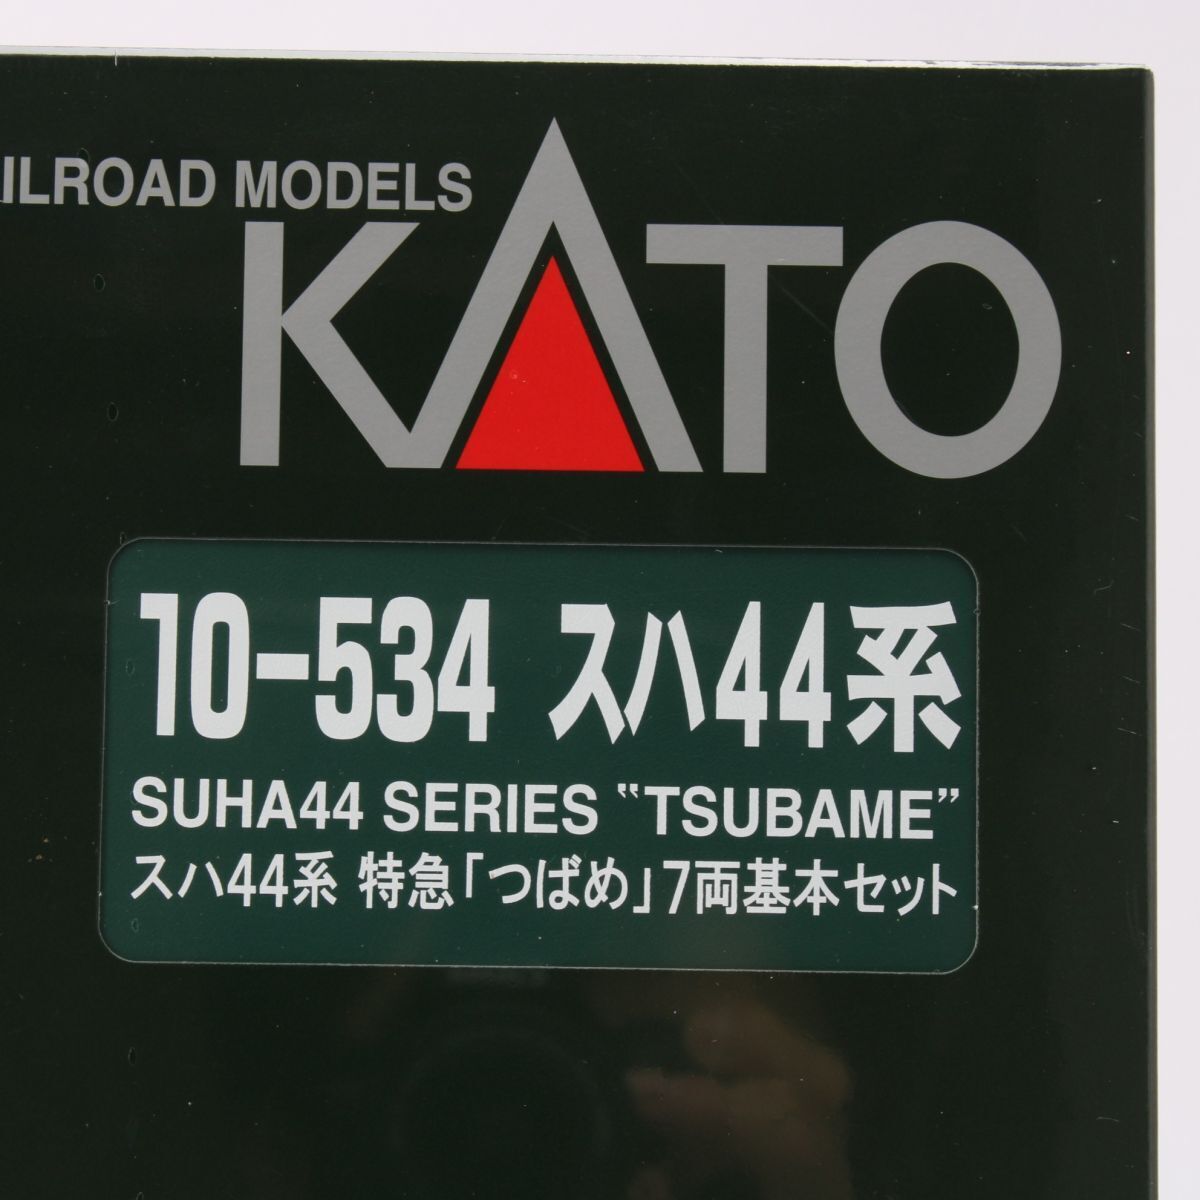 ILROAD MODELS
KATO
10-534 スハ44系
SUHA44 SERIES "TSUBAME"
スハ44系 特急「つばめ」7両基本セット